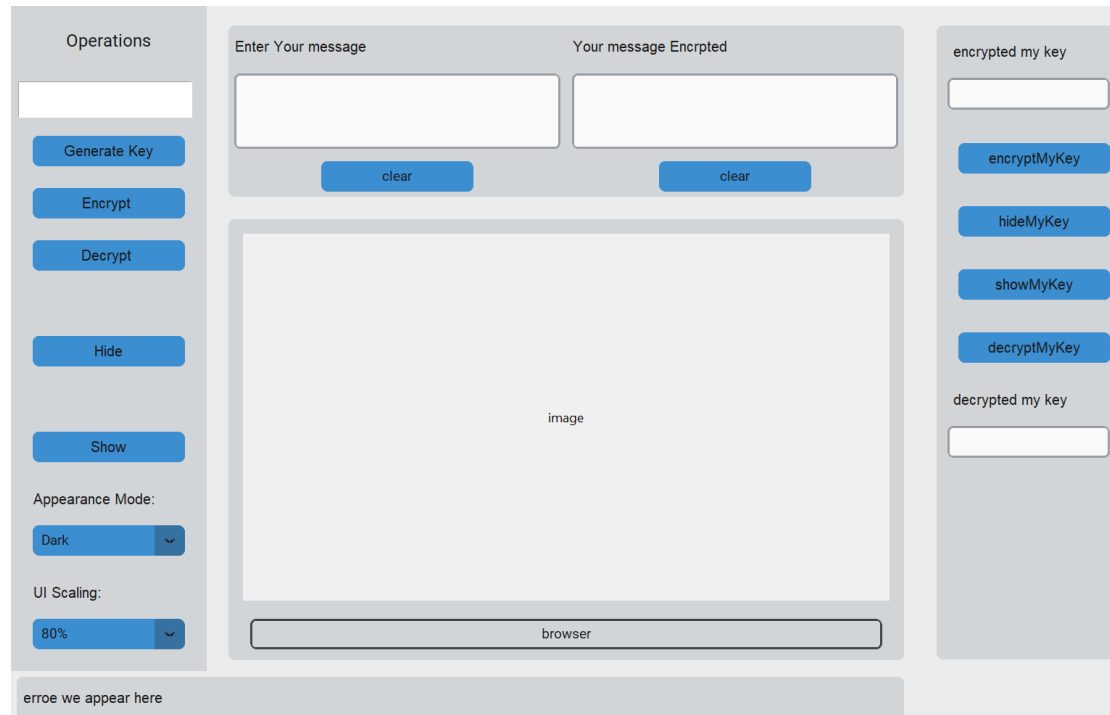 Operations
Generate Key
Encrypt
Decrypt
Hide
Show
Appearance Mode:
Dark
UI Scaling:
80%
Enter Your message
Your message Encrpted
clear
clear
image
browser
encrypted my key
encryptMyKey
hideMyKey
showMyKey
decryptMyKey
decrypted my key
erroe we appear here